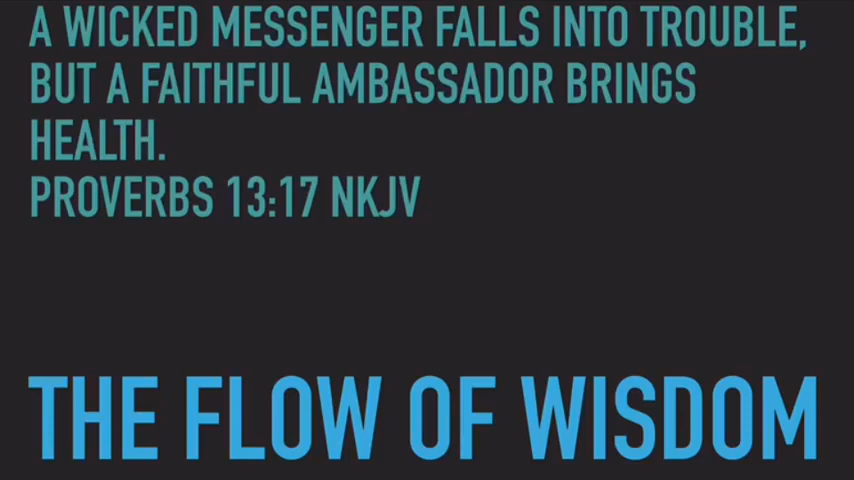 A WICKED MESSENGER FALLS INTO TROUBLE,
BUT A FAITHFUL AMBASSADOR BRINGS
HEALTH.
PROVERBS 13:17 NKJV
THE FLOW OF WISDOM